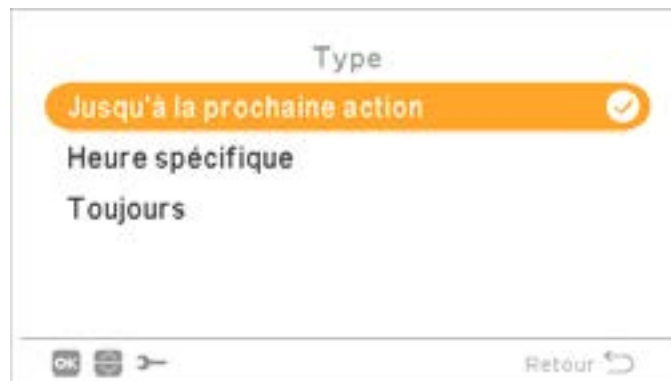 Type
Jusqu'à la prochaine action
Heure spécifique
Toujours
OK
Retour